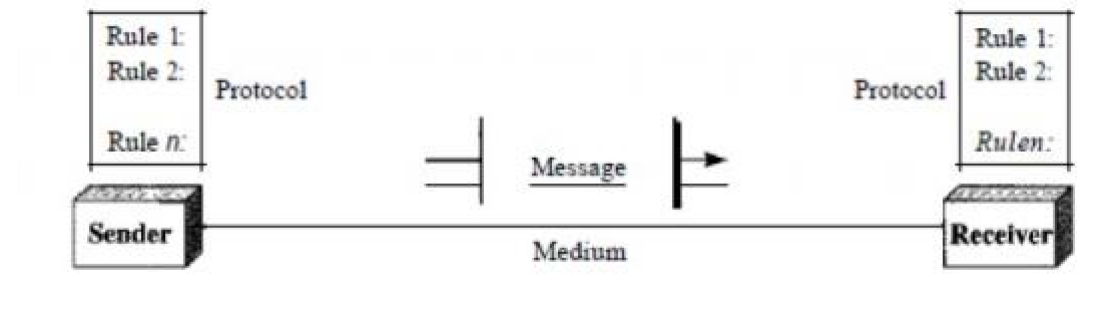 Rule 1:
Rule 2:
Rule n:
Protocol
Message
Protocol
Rule 1:
Rule 2:
Rulen:
Sender
Medium
Receiver